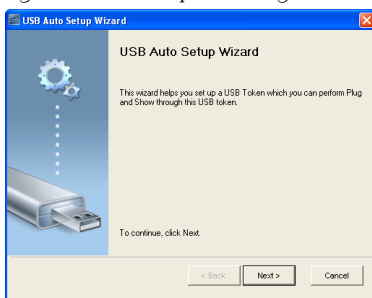 USB Auto Setup Wizard
USB Auto Setup Wizard
This wizard helps you set up a USB Token which you can perform Plug
and Show through this USB token.
To continue, click Next.
< Back
Next >
Cancel